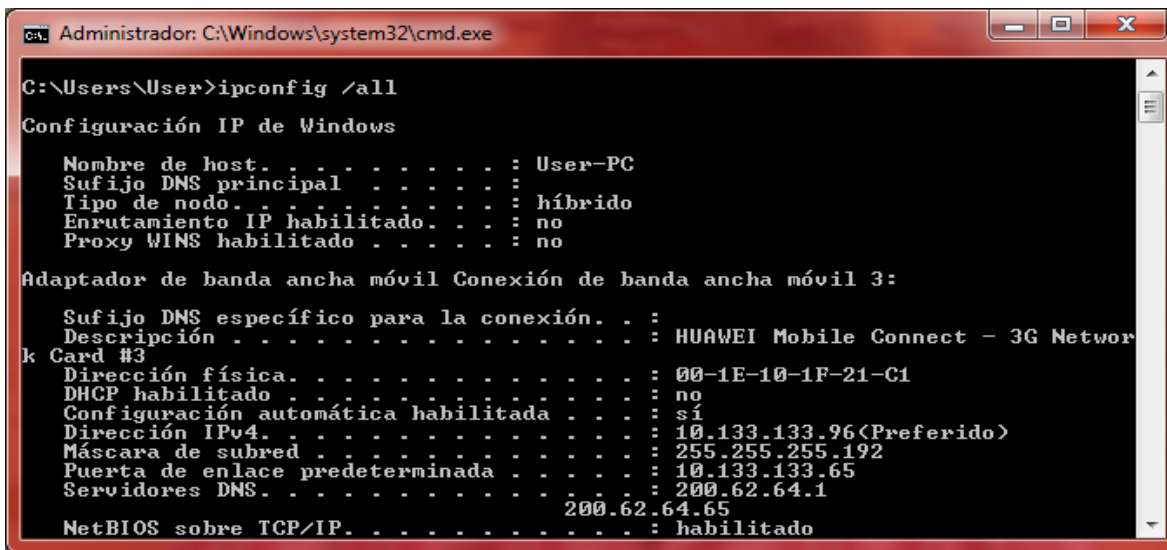 Administrador: C:\Windows\system32\cmd.exe
C:\Users\User>ipconfig /all
Configuración IP de Windows
Nombre de host. . . . . . . . . : User-PC
Sufijo DNS principal . . . . . :
Tipo de nodo. . . . . . . . . . : híbrido
Enrutamiento IP habilitado. . . : no
Proxy WINS habilitado . . . . . : no
Adaptador de banda ancha móvil Conexión de banda ancha móvil 3:
Sufijo DNS específico para la conexión. . :
Descripción . . . . . . . . . . . . . . . : HUAWEI Mobile Connect - 3G Networ
k Card #3
Dirección física. . . . . . . . . . . . . : 00-1E-10-1F-21-C1
DHCP habilitado . . . . . . . . . . . . . : no
Configuración automática habilitada . . . : sí
Dirección IPv4. . . . . . . . . . . . . . : 10.133.133.96(Preferido)
Máscara de subred . . . . . . . . . . . . : 255.255.255.192
Puerta de enlace predeterminada . . . . . : 10.133.133.65
Servidores DNS. . . . . . . . . . . . . . : 200.62.64.1
200.62.64.65
NetBIOS sobre TCP/IP. . . . . . . . . . . : habilitado